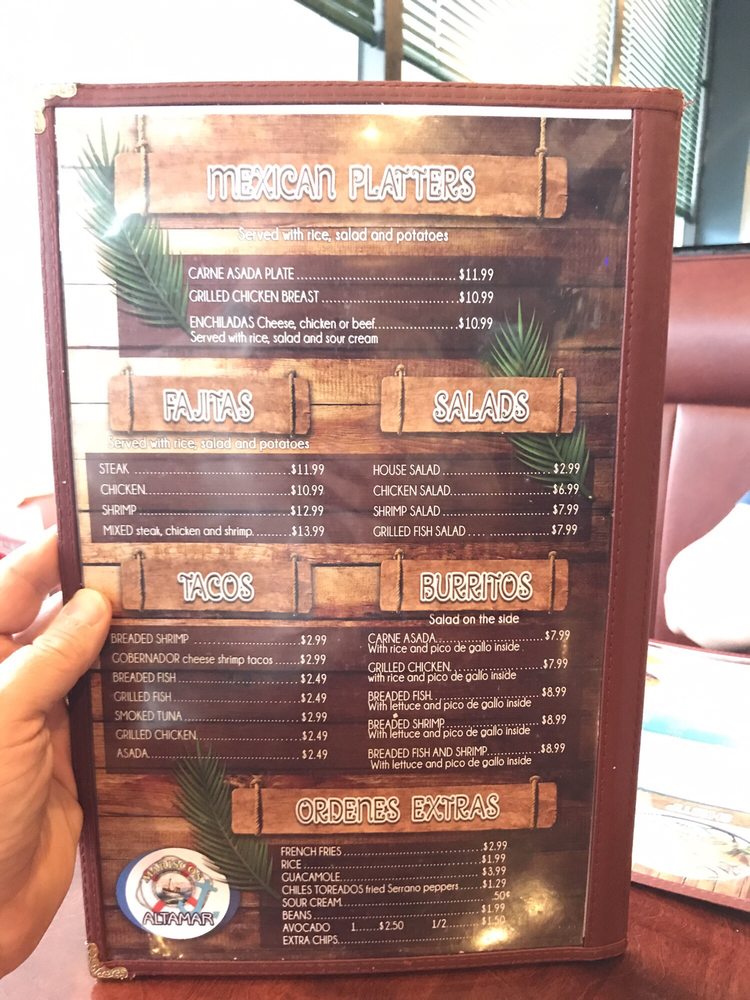 MEXICAN PLATTERS
Served with rice, salad and potatoes
CARNE ASADA PLATE........................................$11.99
GRILLED CHICKEN BREAST..................................$10.99
ENCHILADAS Cheese, chicken or beef.....................$10.99
Served with rice, salad and sour cream
FAJITAS
Served with rice, salad and potatoes
STEAK........................................$11.99
CHICKEN......................................$10.99
SHRIMP.......................................$12.99
MIXED steak, chicken and shrimp.........$13.99
SALADS
HOUSE SALAD............................$2.99
CHICKEN SALAD.........................$6.99
SHRIMP SALAD...........................$7.99
GRILLED FISH SALAD....................$7.99
TACOS
BREADED SHRIMP..........................$2.99
GOBERNADOR cheese shrimp tacos......$2.99
BREADED FISH...............................$2.49
GRILLED FISH................................$2.49
SMOKED TUNA...............................$2.99
GRILLED CHICKEN..........................$2.49
ASADA........................................$2.49
BURRITOS
Salad on the side
CARNE ASADA..........................$7.99
With rice and pico de gallo inside
GRILLED CHICKEN.......................$7.99
with rice and pico de gallo inside
BREADED FISH...........................$8.99
With lettuce and pico de gallo inside
BREADED SHRIMP........................$8.99
With lettuce and pico de gallo inside
BREADED FISH AND SHRIMP............$8.99
With lettuce and pico de gallo inside
ORDENES EXTRAS
FRENCH FRIES..............................$2.99
RICE..........................................$1.99
GUACAMOLE.................................$3.99
CHILES TOREADOS fried Serrano peppers......$1.29
SOUR CREAM.................................50¢
BEANS.........................................$1.99
AVOCADO 1......$2.50 1/2.........$1.50
EXTRA CHIPS
MARISCOS
ALTAMAR